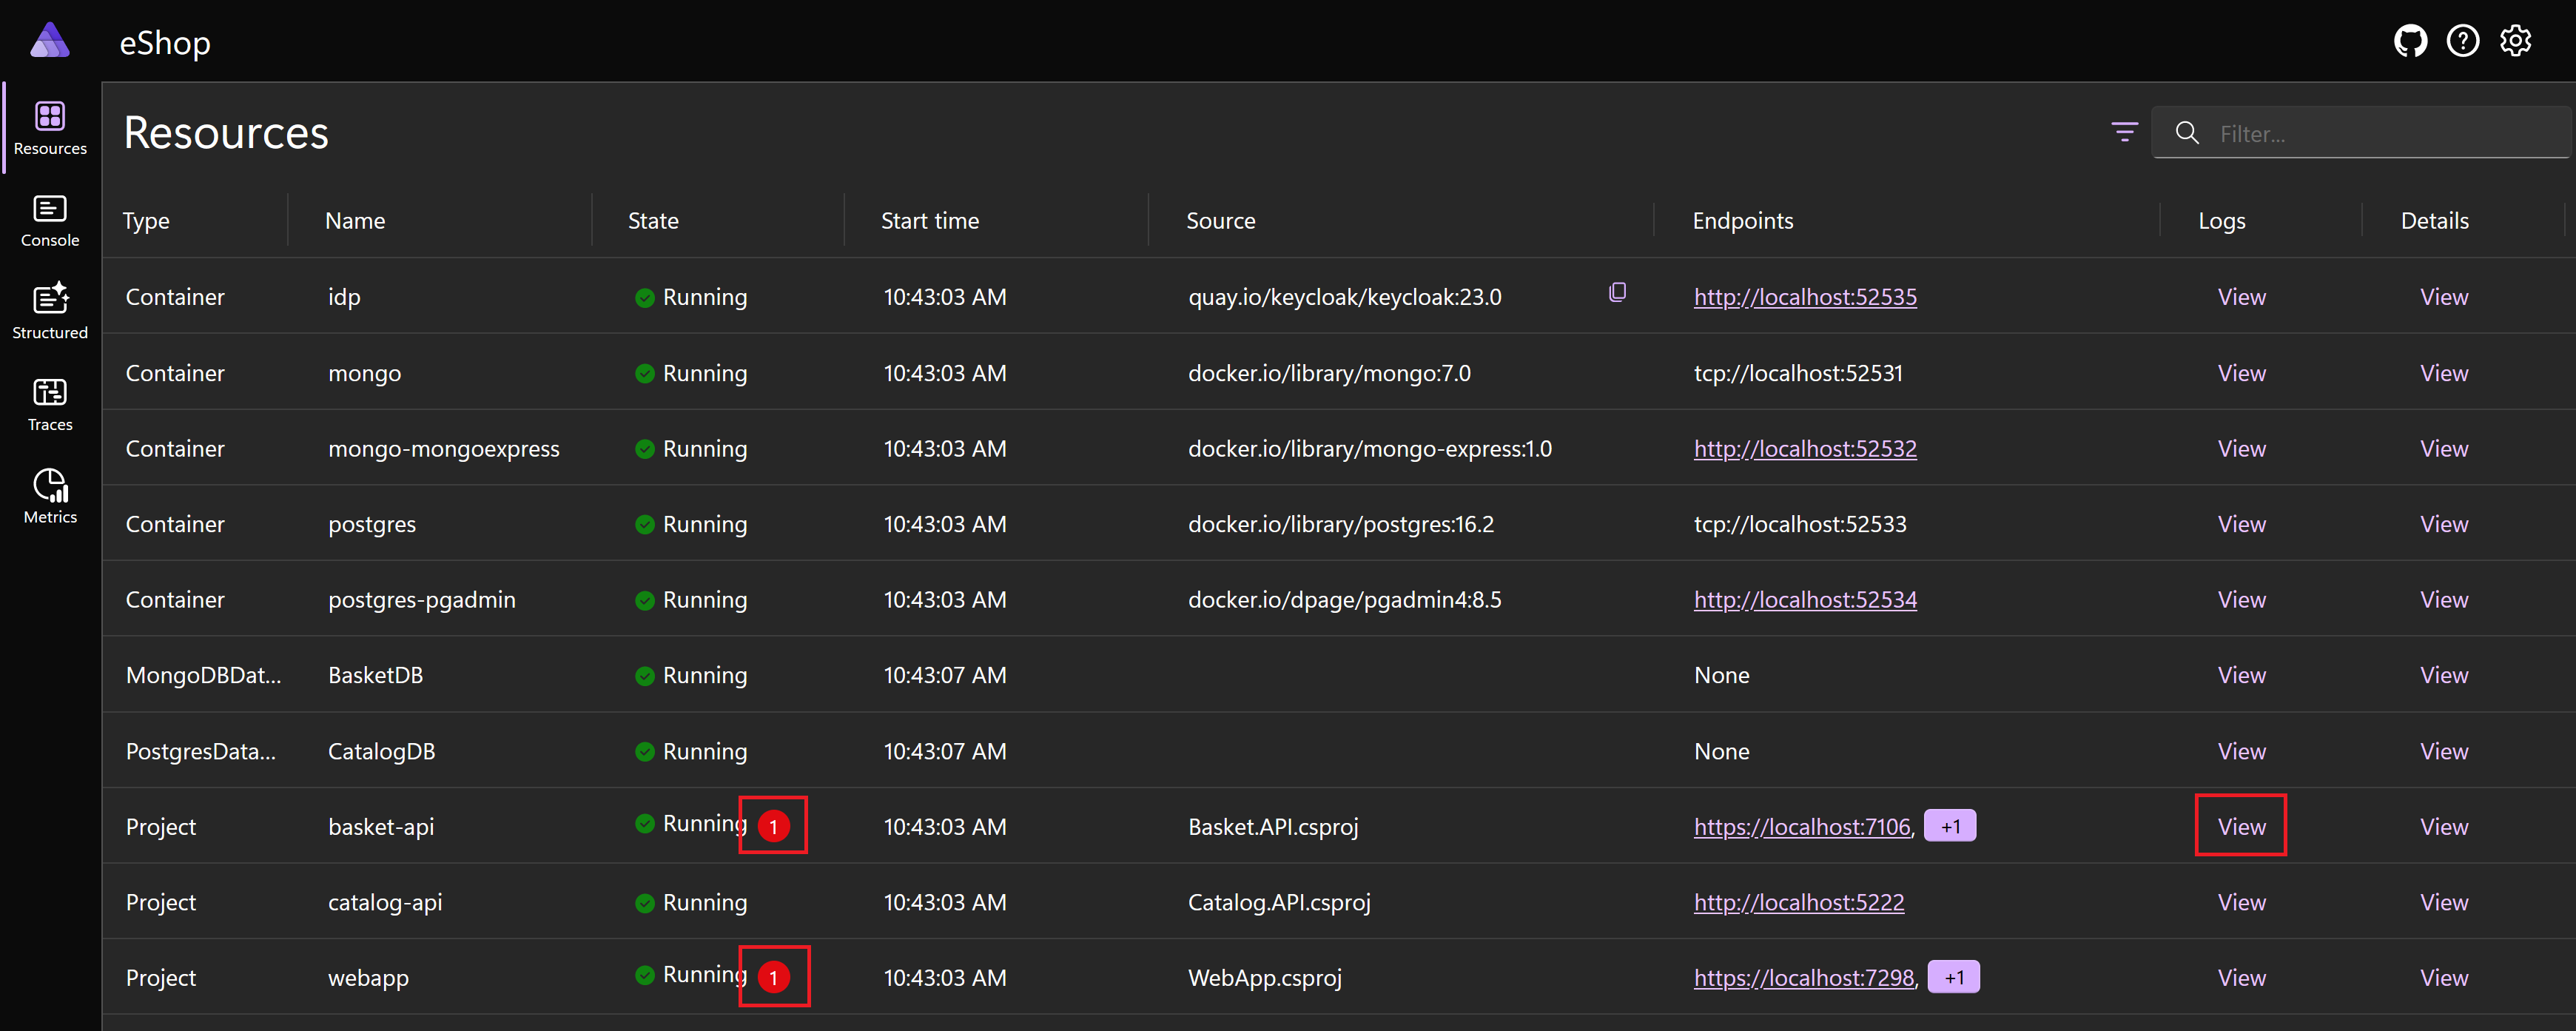 eShop
Resources
Console
Structured
Traces
Metrics
Resources
Filter...
Type Name State Start time Source Endpoints Logs Details
Container idp Running 10:43:03 AM quay.io/keycloak/keycloak:23.0 http://localhost:52535 View View
Container mongo Running 10:43:03 AM docker.io/library/mongo:7.0 tcp://localhost:52531 View View
Container mongo-mongoexpress Running 10:43:03 AM docker.io/library/mongo-express:1.0 http://localhost:52532 View View
Container postgres Running 10:43:03 AM docker.io/library/postgres:16.2 tcp://localhost:52533 View View
Container postgres-pgadmin Running 10:43:03 AM docker.io/dpage/pgadmin4:8.5 http://localhost:52534 View View
MongoDBDat... BasketDB Running 10:43:07 AM None View View
PostgresData... CatalogDB Running 10:43:07 AM None View View
Project basket-api Running 1 10:43:03 AM Basket.API.csproj https://localhost:7106, +1 View View
Project catalog-api Running 10:43:03 AM Catalog.API.csproj http://localhost:5222 View View
Project webapp Running 1 10:43:03 AM WebApp.csproj https://localhost:7298, +1 View View